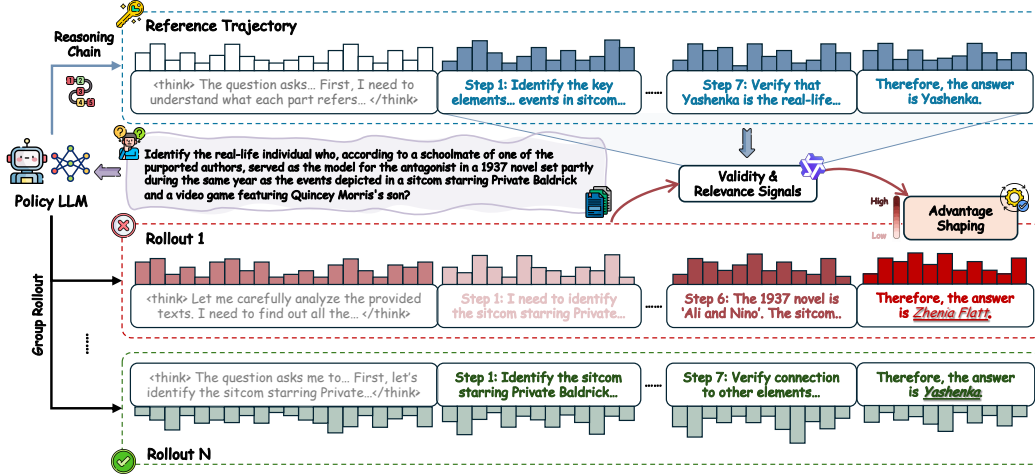 Reference Trajectory
Reasoning
Chain
<think> The question asks... First, I need to
understand what each part refers... </think>
Step 1: Identify the key
elements... events in sitcom...
......
Step 7: Verify that
Yashenka is the real-life...
Therefore, the answer
is Yashenka.
1 2
3
4 5
Identify the real-life individual who, according to a schoolmate of one of the
purported authors, served as the model for the antagonist in a 1937 novel set partly
during the same year as the events depicted in a sitcom starring Private Baldrick
and a video game featuring Quincey Morris's son?
Policy LLM
Validity &
Relevance Signals
High
Low
Advantage
Shaping
Rollout 1
<think> Let me carefully analyze the provided
texts. I need to find out all the... </think>
Step 1: I need to identify
the sitcom starring Private...
......
Step 6: The 1937 novel is
'Ali and Nino'. The sitcom..
Therefore, the answer
is Zhenia Flatt.
Group Rollout
......
<think> The question asks me to... First, let's
identify the sitcom starring Private...</think>
Step 1: Identify the sitcom
starring Private Baldrick...
......
Step 7: Verify connection
to other elements...
Therefore, the answer
is Yashenka.
Rollout N